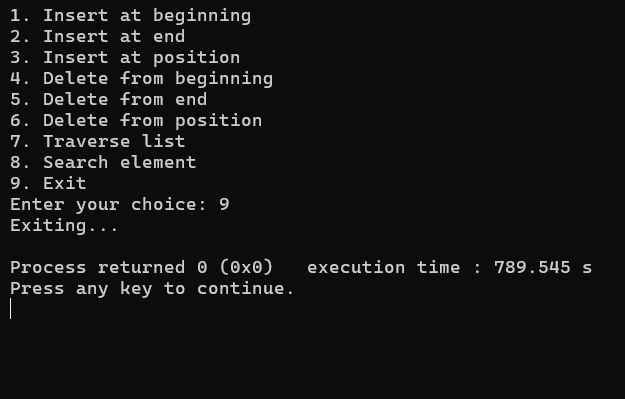 1. Insert at beginning
2. Insert at end
3. Insert at position
4. Delete from beginning
5. Delete from end
6. Delete from position
7. Traverse list
8. Search element
9. Exit
Enter your choice: 9
Exiting...
Process returned 0 (0x0)   execution time : 789.545 s
Press any key to continue.